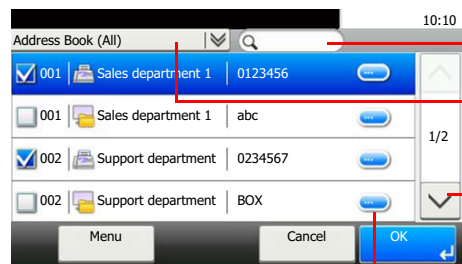 10:10
Address Book (All)
001 Sales department 1 0123456
001 Sales department 1 abc
1/2
002 Support department 0234567
002 Support department BOX
Menu Cancel OK